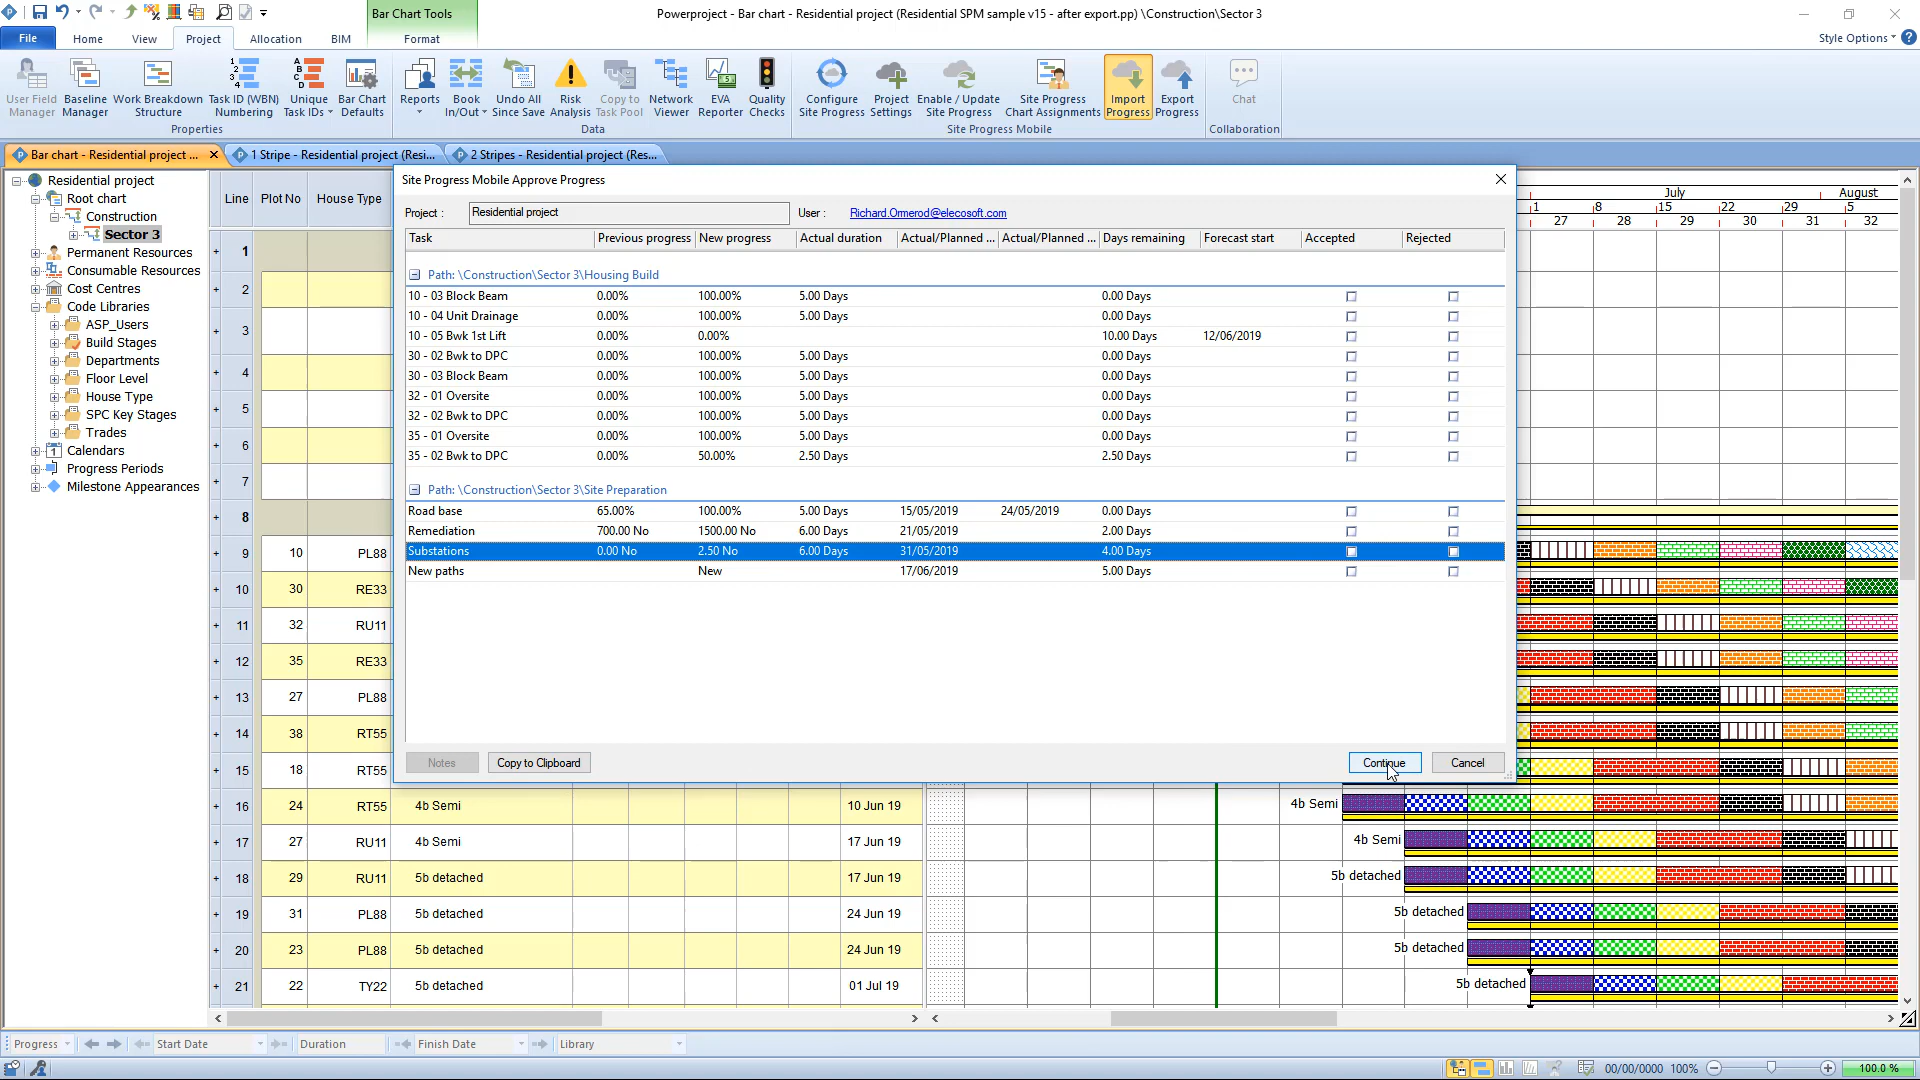 Bar Chart Tools
Powerproject - Bar chart - Residential project (Residential SPM sample v15 - after export.pp) \Construction\Sector 3
File Home View Project Allocation BIM Format Style Options
User Field Manager
Baseline Manager
Work Breakdown Structure
Task ID (WBN) Numbering
Unique Task IDs
Bar Chart Defaults
Properties
Reports
Book In/Out
Undo All Since Save
Risk Analysis
Copy to Task Pool
Network Viewer
EVA Reporter
Quality Checks
Data
Configure Site Progress
Project Settings
Enable / Update Site Progress
Site Progress Chart Assignments
Import Progress
Export Progress
Site Progress Mobile
Chat
Collaboration
Bar chart - Residential project ...
1 Stripe - Residential project (Resi...
2 Stripes - Residential project (Res...
Residential project
Root chart
Construction
Sector 3
Permanent Resources
Consumable Resources
Cost Centres
Code Libraries
ASP_Users
Build Stages
Departments
Floor Level
House Type
SPC Key Stages
Trades
Calendars
Progress Periods
Milestone Appearances
Line Plot No House Type
1
2
3
4
5
6
7
8
9 10 PL88
10 30 RE33
11 32 RU11
12 35 RE33
13 27 PL88
14 38 RT55
15 18 RT55
16 24 RT55 4b Semi 10 Jun 19 4b Semi
17 27 RU11 4b Semi 17 Jun 19 4b Semi
18 29 RU11 5b detached 17 Jun 19 5b detached
19 31 PL88 5b detached 24 Jun 19 5b detached
20 23 PL88 5b detached 24 Jun 19 5b detached
21 22 TY22 5b detached 01 Jul 19 5b detached
July August
1 8 15 22 29 5
27 28 29 30 31 32
Site Progress Mobile Approve Progress
Project : Residential project User : Richard.Ormerod@elecosoft.com
Task Previous progress New progress Actual duration Actual/Planned ... Actual/Planned ... Days remaining Forecast start Accepted Rejected
Path: \Construction\Sector 3\Housing Build
10 - 03 Block Beam 0.00% 100.00% 5.00 Days 0.00 Days
10 - 04 Unit Drainage 0.00% 100.00% 5.00 Days 0.00 Days
10 - 05 Bwk 1st Lift 0.00% 0.00% 10.00 Days 12/06/2019
30 - 02 Bwk to DPC 0.00% 100.00% 5.00 Days 0.00 Days
30 - 03 Block Beam 0.00% 100.00% 5.00 Days 0.00 Days
32 - 01 Oversite 0.00% 100.00% 5.00 Days 0.00 Days
32 - 02 Bwk to DPC 0.00% 100.00% 5.00 Days 0.00 Days
35 - 01 Oversite 0.00% 100.00% 5.00 Days 0.00 Days
35 - 02 Bwk to DPC 0.00% 50.00% 2.50 Days 2.50 Days
Path: \Construction\Sector 3\Site Preparation
Road base 65.00% 100.00% 5.00 Days 15/05/2019 24/05/2019 0.00 Days
Remediation 700.00 No 1500.00 No 6.00 Days 21/05/2019 2.00 Days
Substations 0.00 No 2.50 No 6.00 Days 31/05/2019 4.00 Days
New paths New 17/06/2019 5.00 Days
Notes Copy to Clipboard Continue Cancel
Progress Start Date Duration Finish Date Library
00/00/0000 100% 100.0 %